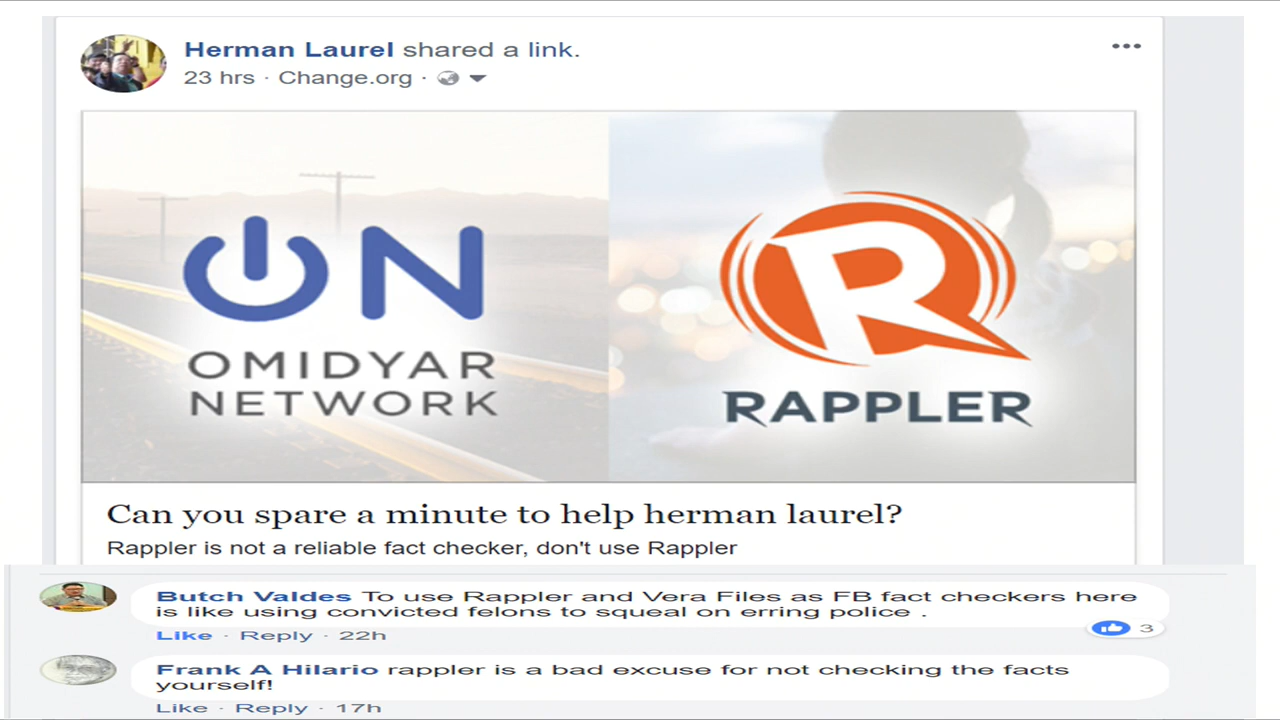 Herman Laurel shared a link.
23 hrs · Change.org ·
ON
OMIDYAR
NETWORK
R
RAPPLER
Can you spare a minute to help herman laurel?
Rappler is not a reliable fact checker, don't use Rappler
Butch Valdes To use Rappler and Vera Files as FB fact checkers here
is like using convicted felons to squeal on erring police .
Like · Reply · 22h
3
Frank A Hilario rappler is a bad excuse for not checking the facts
yourself!
Like · Reply · 17h